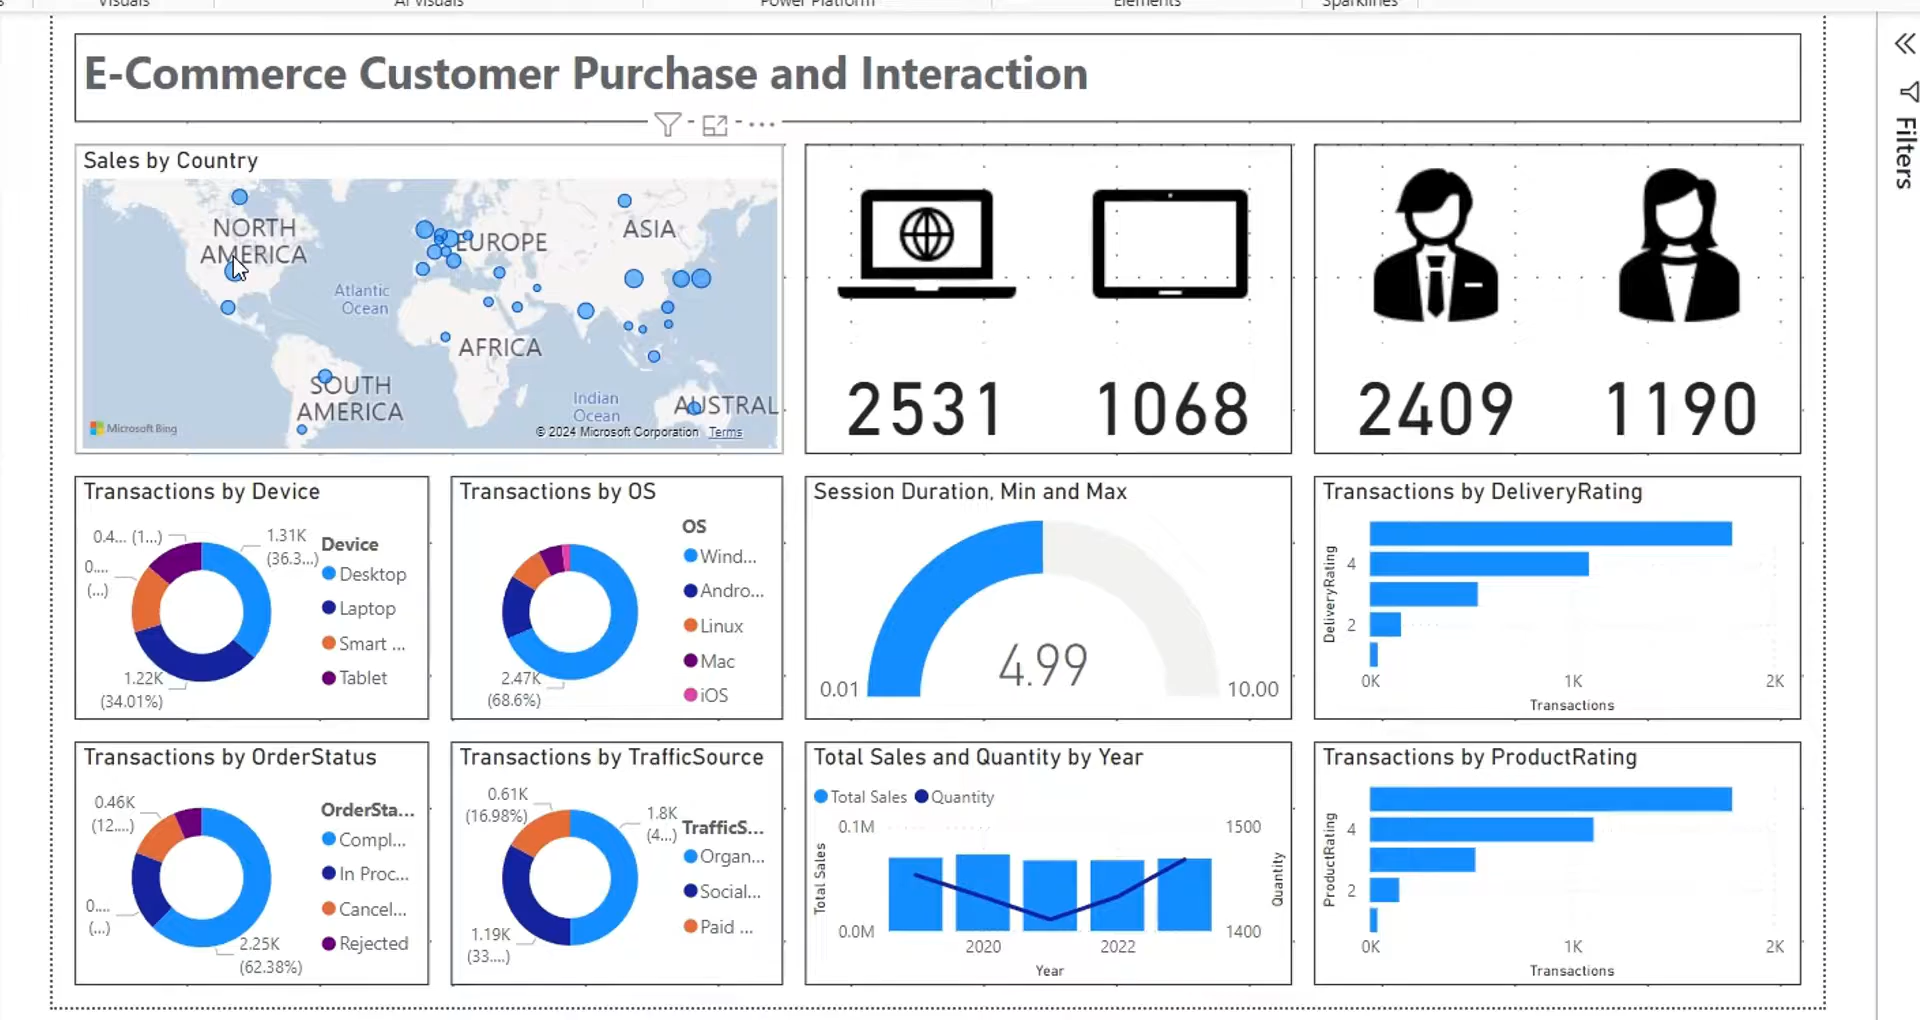 Visuals
AI visuals
Power Platform
Elements
Sparklines
E-Commerce Customer Purchase and Interaction
Filters
Sales by Country
NORTH
AMERICA
EUROPE
ASIA
Atlantic
Ocean
AFRICA
SOUTH
AMERICA
Indian
Ocean
AUSTRAL
Microsoft Bing
© 2024 Microsoft Corporation Terms
2531
1068
2409
1190
Transactions by Device
0.4... (1...)
1.31K
(36.3...)
0....
(...)
1.22K
(34.01%)
Device
Desktop
Laptop
Smart ...
Tablet
Transactions by OS
2.47K
(68.6%)
OS
Wind...
Andro...
Linux
Mac
iOS
Session Duration, Min and Max
4.99
0.01
10.00
Transactions by DeliveryRating
DeliveryRating
4
2
0K 1K 2K
Transactions
Transactions by OrderStatus
0.46K
(12....)
0....
(...)
2.25K
(62.38%)
OrderSta...
Compl...
In Proc...
Cancel...
Rejected
Transactions by TrafficSource
0.61K
(16.98%)
1.8K
(4...)
1.19K
(33....)
TrafficS...
Organ...
Social...
Paid ...
Total Sales and Quantity by Year
Total Sales Quantity
0.1M 1500
Total Sales
Quantity
0.0M 1400
2020 2022
Year
Transactions by ProductRating
ProductRating
4
2
0K 1K 2K
Transactions